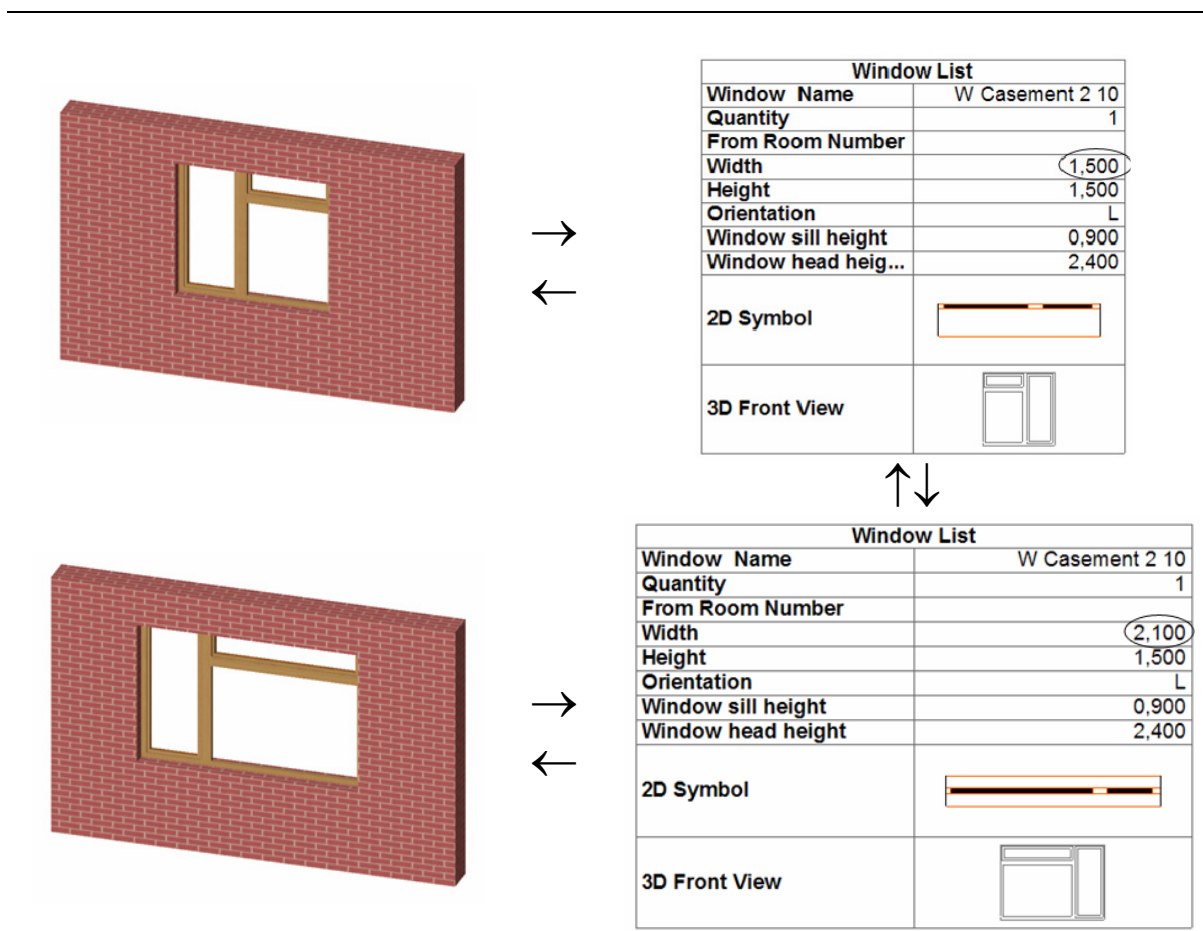 Window List
Window Name W Casement 2 10
Quantity 1
From Room Number
Width 1,500
Height 1,500
Orientation L
Window sill height 0,900
Window head heig... 2,400
2D Symbol
3D Front View
Window List
Window Name W Casement 2 10
Quantity 1
From Room Number
Width 2,100
Height 1,500
Orientation L
Window sill height 0,900
Window head height 2,400
2D Symbol
3D Front View